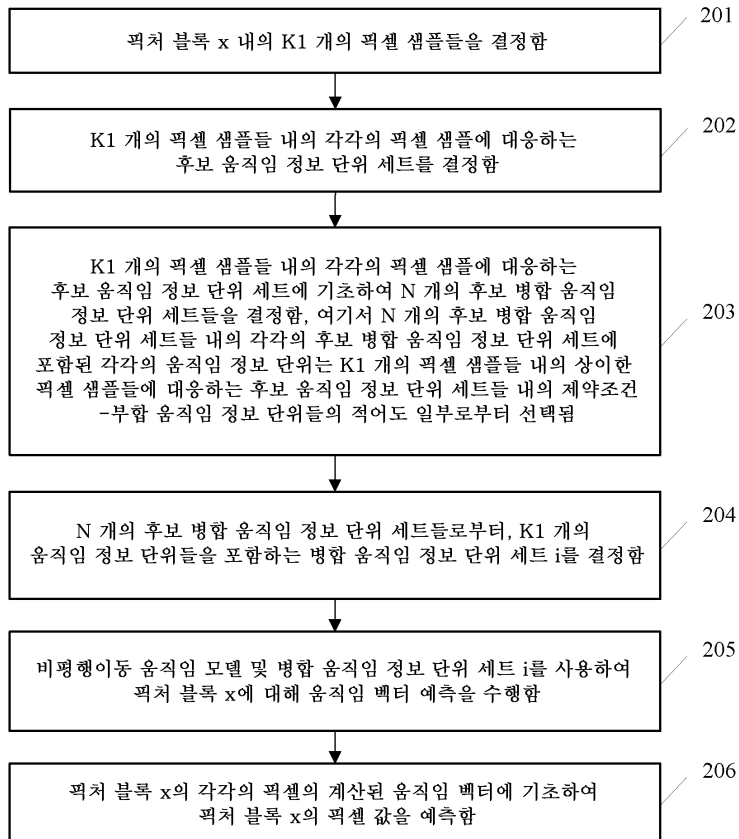 픽처 블록 x 내의 K1 개의 픽셀 샘플들을 결정함
201
K1 개의 픽셀 샘플들 내의 각각의 픽셀 샘플에 대응하는
후보 움직임 정보 단위 세트를 결정함
202
K1 개의 픽셀 샘플들 내의 각각의 픽셀 샘플에 대응하는
후보 움직임 정보 단위 세트에 기초하여 N 개의 후보 병합 움직임
정보 단위 세트들을 결정함, 여기서 N 개의 후보 병합 움직임
정보 단위 세트들 내의 각각의 후보 병합 움직임 정보 단위 세트에
포함된 각각의 움직임 정보 단위는 K1 개의 픽셀 샘플들 내의 상이한
픽셀 샘플들에 대응하는 후보 움직임 정보 단위 세트들 내의 제약조건
-부합 움직임 정보 단위들의 적어도 일부로부터 선택됨
203
N 개의 후보 병합 움직임 정보 단위 세트들로부터, K1 개의
움직임 정보 단위들을 포함하는 병합 움직임 정보 단위 세트 i를 결정함
204
비평행이동 움직임 모델 및 병합 움직임 정보 단위 세트 i를 사용하여
픽처 블록 x에 대해 움직임 벡터 예측을 수행함
205
픽처 블록 x의 각각의 픽셀의 계산된 움직임 벡터에 기초하여
픽처 블록 x의 픽셀 값을 예측함
206